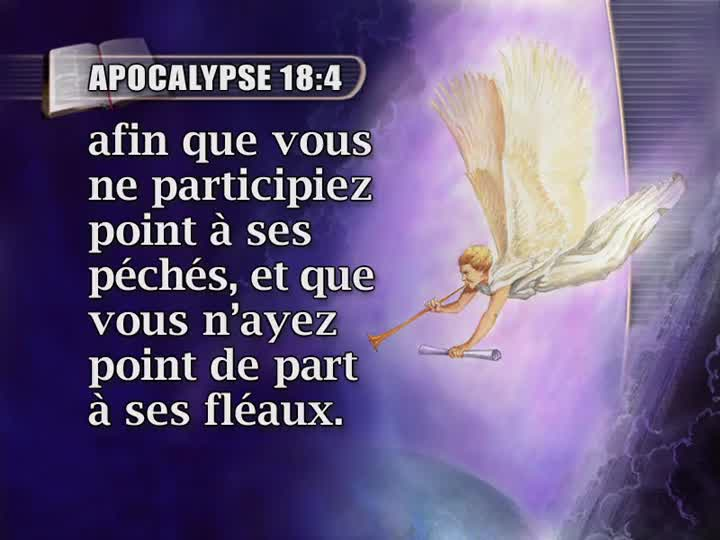 APOCALYPSE 18:4
afin que vous
ne participiez
point à ses
péchés, et que
vous n’ayez
point de part
à ses fléaux.